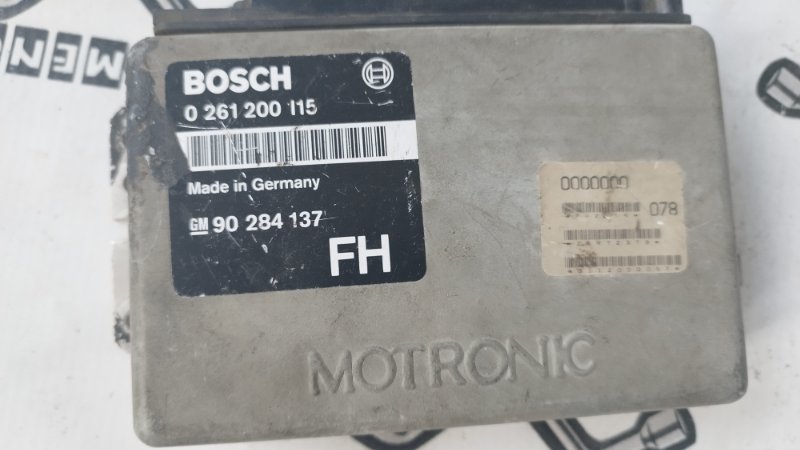 BOSCH
0 261 200 115
Made in Germany
GM 90 284 137
FH
0000000
078
MOTRONIC